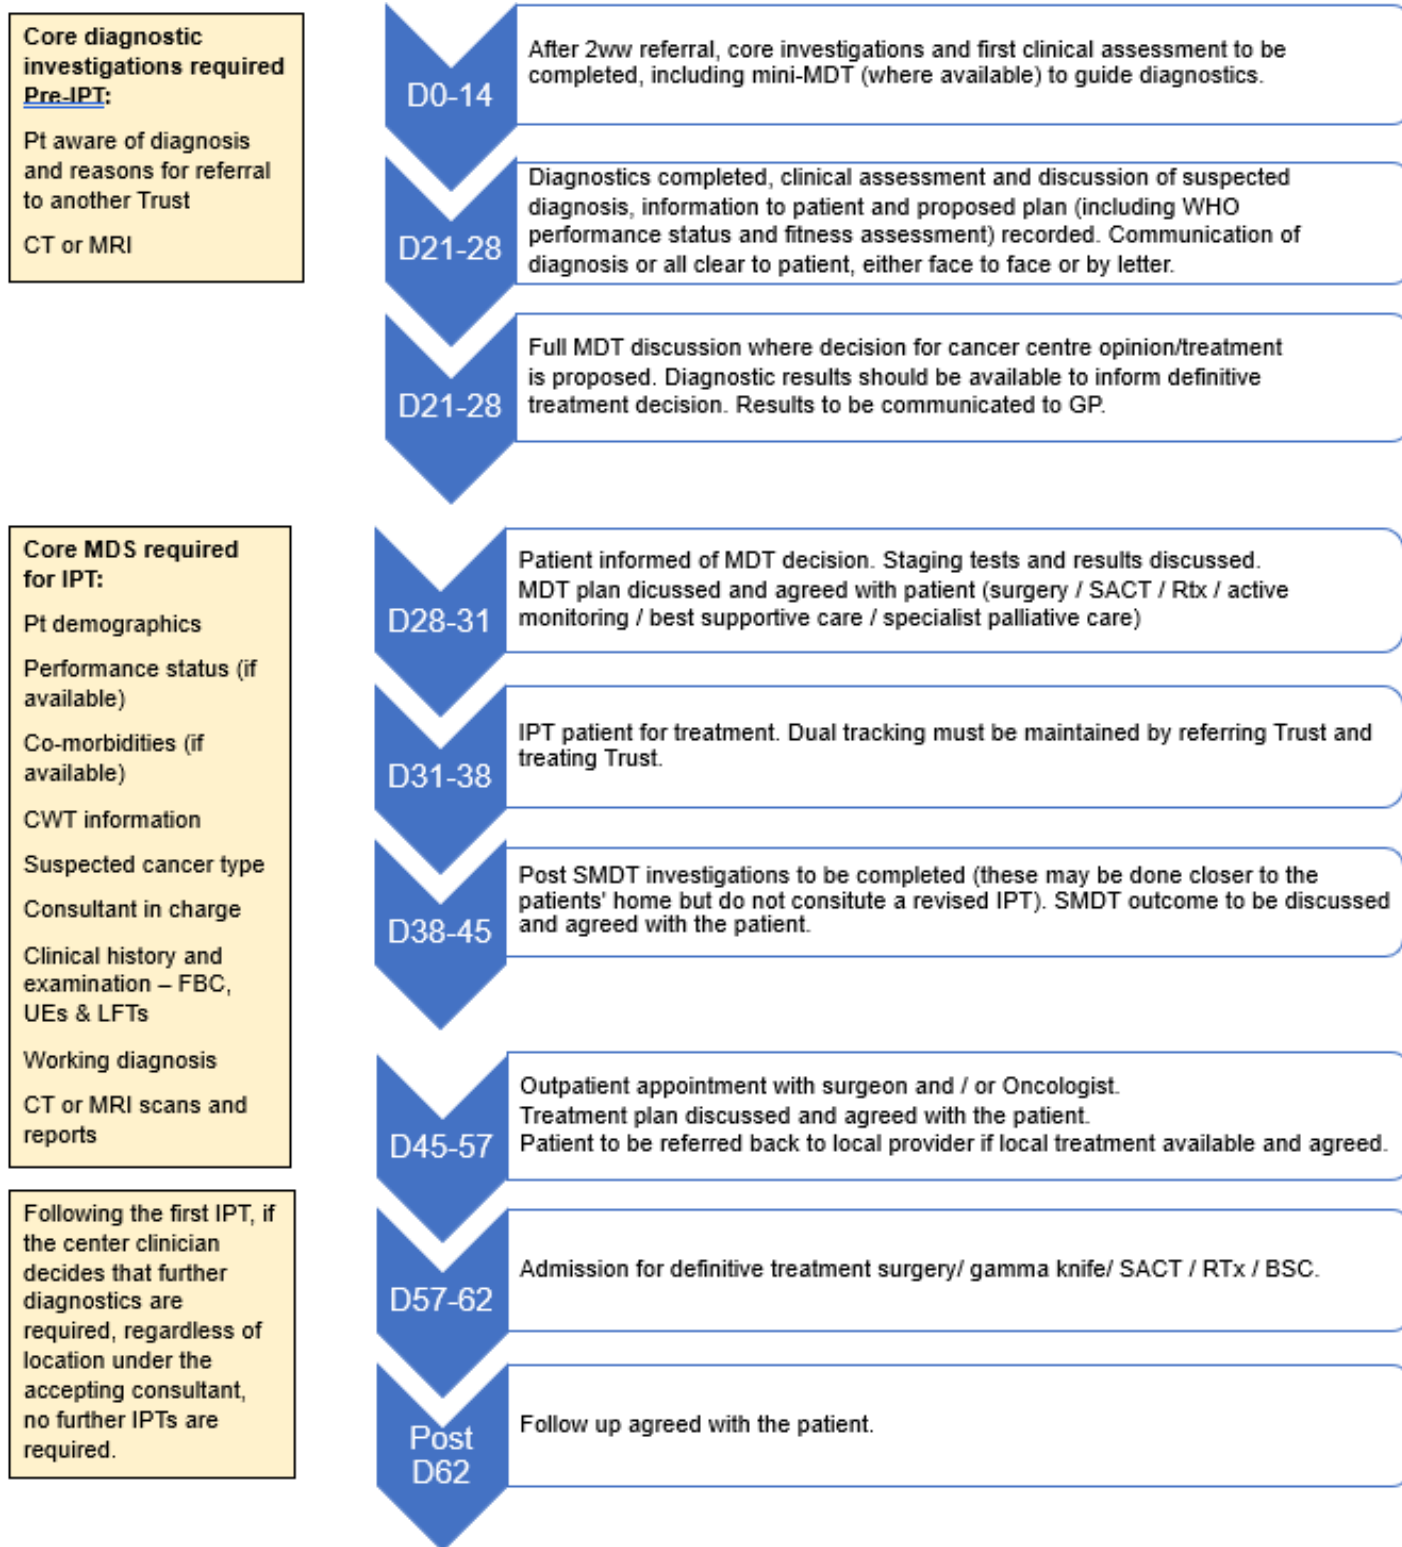 Core diagnostic
investigations required
Pre-IPT:
Pt aware of diagnosis
and reasons for referral
to another Trust
CT or MRI
D0-14
After 2ww referral, core investigations and first clinical assessment to be
completed, including mini-MDT (where available) to guide diagnostics.
D21-28
Diagnostics completed, clinical assessment and discussion of suspected
diagnosis, information to patient and proposed plan (including WHO
performance status and fitness assessment) recorded. Communication of
diagnosis or all clear to patient, either face to face or by letter.
D21-28
Full MDT discussion where decision for cancer centre opinion/treatment
is proposed. Diagnostic results should be available to inform definitive
treatment decision. Results to be communicated to GP.
Core MDS required
for IPT:
Pt demographics
Performance status (if
available)
Co-morbidities (if
available)
CWT information
Suspected cancer type
Consultant in charge
Clinical history and
examination – FBC,
UEs & LFTs
Working diagnosis
CT or MRI scans and
reports
D28-31
Patient informed of MDT decision. Staging tests and results discussed.
MDT plan dicussed and agreed with patient (surgery / SACT / Rtx / active
monitoring / best supportive care / specialist palliative care)
D31-38
IPT patient for treatment. Dual tracking must be maintained by referring Trust and
treating Trust.
D38-45
Post SMDT investigations to be completed (these may be done closer to the
patients' home but do not consitute a revised IPT). SMDT outcome to be discussed
and agreed with the patient.
D45-57
Outpatient appointment with surgeon and / or Oncologist.
Treatment plan discussed and agreed with the patient.
Patient to be referred back to local provider if local treatment available and agreed.
Following the first IPT, if
the center clinician
decides that further
diagnostics are
required, regardless of
location under the
accepting consultant,
no further IPTs are
required.
D57-62
Admission for definitive treatment surgery/ gamma knife/ SACT / RTx / BSC.
Post
D62
Follow up agreed with the patient.